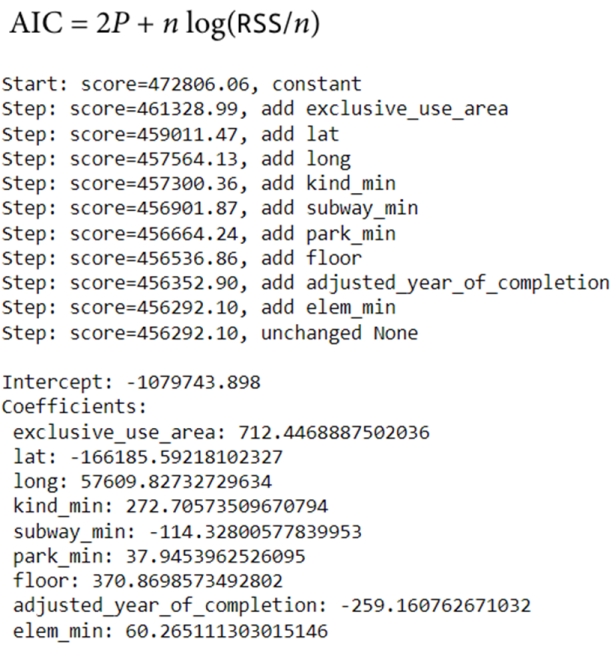 AIC = 2P + n log(RSS/n)
Start: score=472806.06, constant
Step: score=461328.99, add exclusive_use_area
Step: score=459011.47, add lat
Step: score=457564.13, add long
Step: score=457300.36, add kind_min
Step: score=456901.87, add subway_min
Step: score=456664.24, add park_min
Step: score=456536.86, add floor
Step: score=456352.90, add adjusted_year_of_completion
Step: score=456292.10, add elem_min
Step: score=456292.10, unchanged None
Intercept: -1079743.898
Coefficients:
exclusive_use_area: 712.4468887502036
lat: -166185.59218102327
long: 57609.82732729634
kind_min: 272.70573509670794
subway_min: -114.32800577839953
park_min: 37.9453962526095
floor: 370.8698573492802
adjusted_year_of_completion: -259.160762671032
elem_min: 60.265111303015146